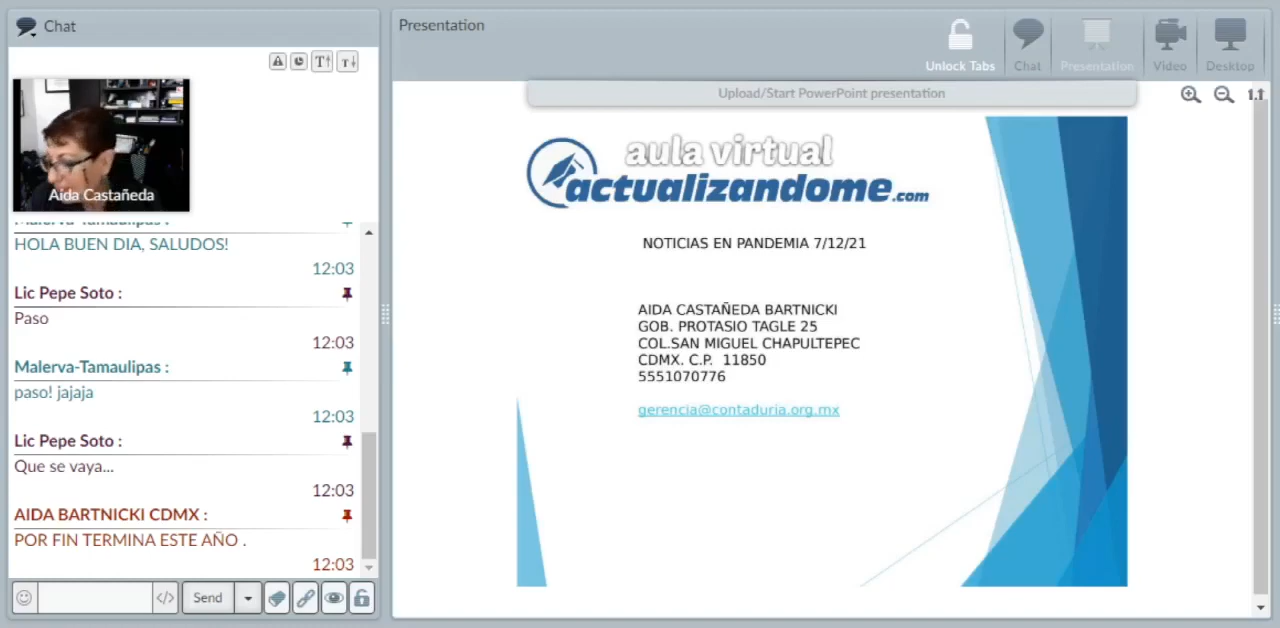 Chat
Aida Castañeda
Malerva-Tamaulipas :
HOLA BUEN DIA, SALUDOS!
12:03
Lic Pepe Soto :
Paso
12:03
Malerva-Tamaulipas :
paso! jajaja
12:03
Lic Pepe Soto :
Que se vaya...
12:03
AIDA BARTNICKI CDMX :
POR FIN TERMINA ESTE AÑO .
12:03
Send
Presentation
Unlock Tabs
Chat
Presentation
Video
Desktop
Upload/Start PowerPoint presentation
1.1
aula virtual
actualizandome.com
NOTICIAS EN PANDEMIA 7/12/21
AIDA CASTAÑEDA BARTNICKI
GOB. PROTASIO TAGLE 25
COL.SAN MIGUEL CHAPULTEPEC
CDMX. C.P. 11850
5551070776
gerencia@contaduria.org.mx